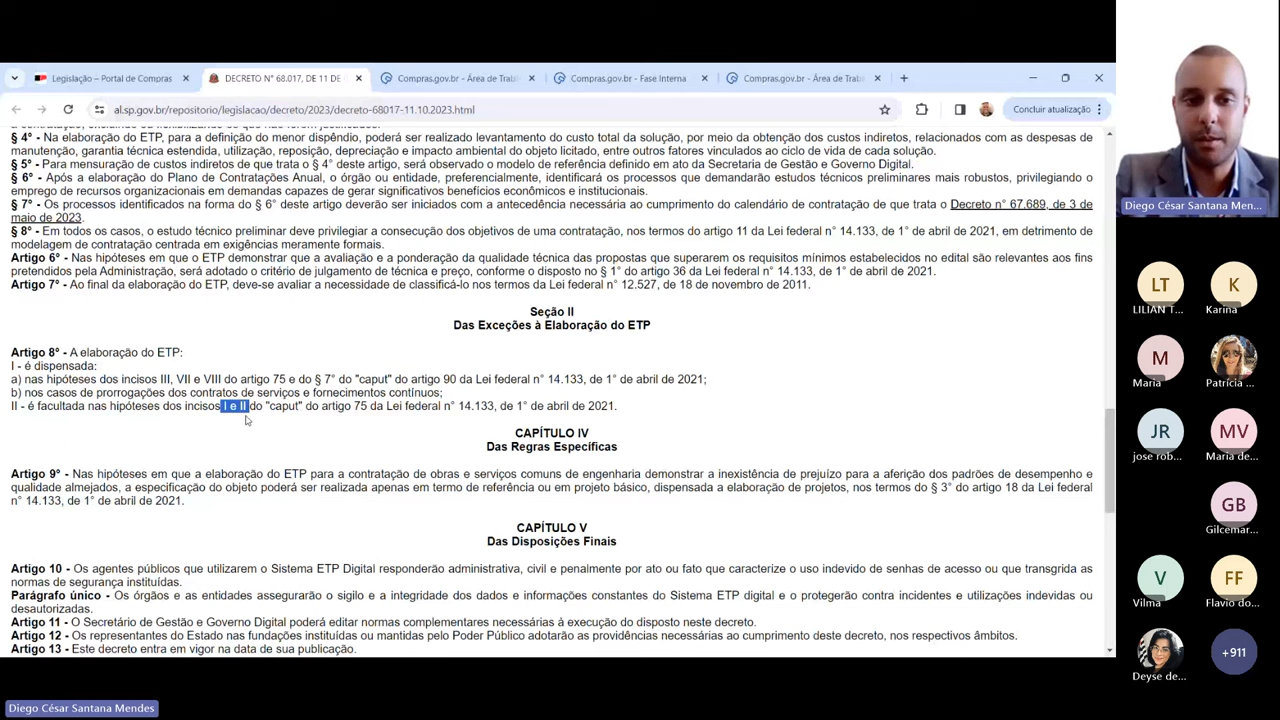 Legislação – Portal de Compras
DECRETO N° 68.017, DE 11 DE
Compras.gov.br - Área de Trab
Compras.gov.br - Fase Interna
Compras.gov.br - Área de Trab
al.sp.gov.br/repositorio/legislacao/decreto/2023/decreto-68017-11.10.2023.html
Concluir atualização
§ 4° - Na elaboração do ETP, para a definição do menor dispêndio, poderá ser realizado levantamento do custo total da solução, por meio da obtenção dos custos indiretos, relacionados com as despesas de
manutenção, garantia técnica estendida, utilização, reposição, depreciação e impacto ambiental do objeto licitado, entre outros fatores vinculados ao ciclo de vida de cada solução.
§ 5° - Para mensuração de custos indiretos de que trata o § 4° deste artigo, será observado o modelo de referência definido em ato da Secretaria de Gestão e Governo Digital.
§ 6° - Após a elaboração do Plano de Contratações Anual, o órgão ou entidade, preferencialmente, identificará os processos que demandarão estudos técnicos preliminares mais robustos, privilegiando o
emprego de recursos organizacionais em demandas capazes de gerar significativos benefícios econômicos e institucionais.
§ 7° - Os processos identificados na forma do § 6° deste artigo deverão ser iniciados com a antecedência necessária ao cumprimento do calendário de contratação de que trata o Decreto n° 67.689, de 3 de
maio de 2023.
§ 8° - Em todos os casos, o estudo técnico preliminar deve privilegiar a consecução dos objetivos de uma contratação, nos termos do artigo 11 da Lei federal n° 14.133, de 1° de abril de 2021, em detrimento de
modelagem de contratação centrada em exigências meramente formais.
Artigo 6° - Nas hipóteses em que o ETP demonstrar que a avaliação e a ponderação da qualidade técnica das propostas que superarem os requisitos mínimos estabelecidos no edital são relevantes aos fins
pretendidos pela Administração, será adotado o critério de julgamento de técnica e preço, conforme o disposto no § 1° do artigo 36 da Lei federal n° 14.133, de 1° de abril de 2021.
Artigo 7° - Ao final da elaboração do ETP, deve-se avaliar a necessidade de classificá-lo nos termos da Lei federal n° 12.527, de 18 de novembro de 2011.
Seção II
Das Exceções à Elaboração do ETP
Artigo 8° - A elaboração do ETP:
I - é dispensada:
a) nas hipóteses dos incisos III, VII e VIII do artigo 75 e do § 7° do "caput" do artigo 90 da Lei federal n° 14.133, de 1° de abril de 2021;
b) nos casos de prorrogações dos contratos de serviços e fornecimentos contínuos;
II - é facultada nas hipóteses dos incisos I e II do "caput" do artigo 75 da Lei federal n° 14.133, de 1° de abril de 2021.
CAPÍTULO IV
Das Regras Específicas
Artigo 9° - Nas hipóteses em que a elaboração do ETP para a contratação de obras e serviços comuns de engenharia demonstrar a inexistência de prejuízo para a aferição dos padrões de desempenho e
qualidade almejados, a especificação do objeto poderá ser realizada apenas em termo de referência ou em projeto básico, dispensada a elaboração de projetos, nos termos do § 3° do artigo 18 da Lei federal
n° 14.133, de 1° de abril de 2021.
CAPÍTULO V
Das Disposições Finais
Artigo 10 - Os agentes públicos que utilizarem o Sistema ETP Digital responderão administrativa, civil e penalmente por ato ou fato que caracterize o uso indevido de senhas de acesso ou que transgrida as
normas de segurança instituídas.
Parágrafo único - Os órgãos e as entidades assegurarão o sigilo e a integridade dos dados e informações constantes do Sistema ETP digital e o protegerão contra incidentes e utilizações indevidas ou
desautorizadas.
Artigo 11 - O Secretário de Gestão e Governo Digital poderá editar normas complementares necessárias à execução do disposto neste decreto.
Artigo 12 - Os representantes do Estado nas fundações instituídas ou mantidas pelo Poder Público adotarão as providências necessárias ao cumprimento deste decreto, nos respectivos âmbitos.
Artigo 13 - Este decreto entra em vigor na data de sua publicação.
Diego César Santana Men...
LT
LILIAN T...
K
Karina
M
Maria
Patrícia ...
JR
jose rob...
MV
Maria de...
GB
Gilcemar...
V
Vilma
FF
Flavio do...
Deyse de...
+911
Diego César Santana Mendes